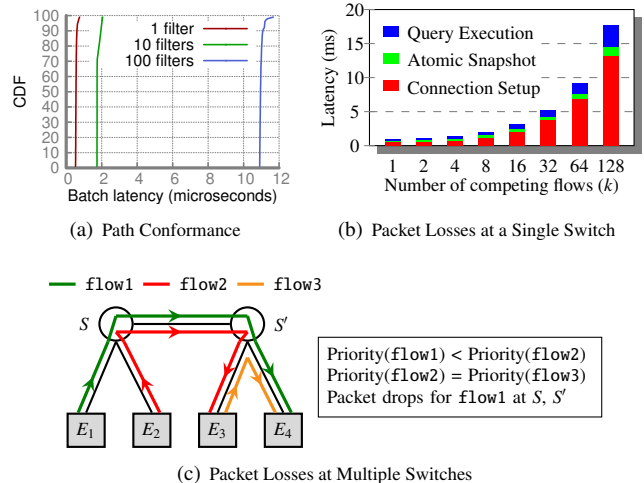 CDF
100
90
80
70
60
50
40
30
20
10
0
1 filter
10 filters
100 filters
0 2 4 6 8 10 12
Batch latency (microseconds)
(a) Path Conformance
Latency (ms)
20
15
10
5
0
Query Execution
Atomic Snapshot
Connection Setup
1 2 4 8 16 32 64 128
Number of competing flows (k)
(b) Packet Losses at a Single Switch
flow1 flow2 flow3
S S′
E1 E2 E3 E4
Priority(flow1) < Priority(flow2)
Priority(flow2) = Priority(flow3)
Packet drops for flow1 at S, S′
(c) Packet Losses at Multiple Switches